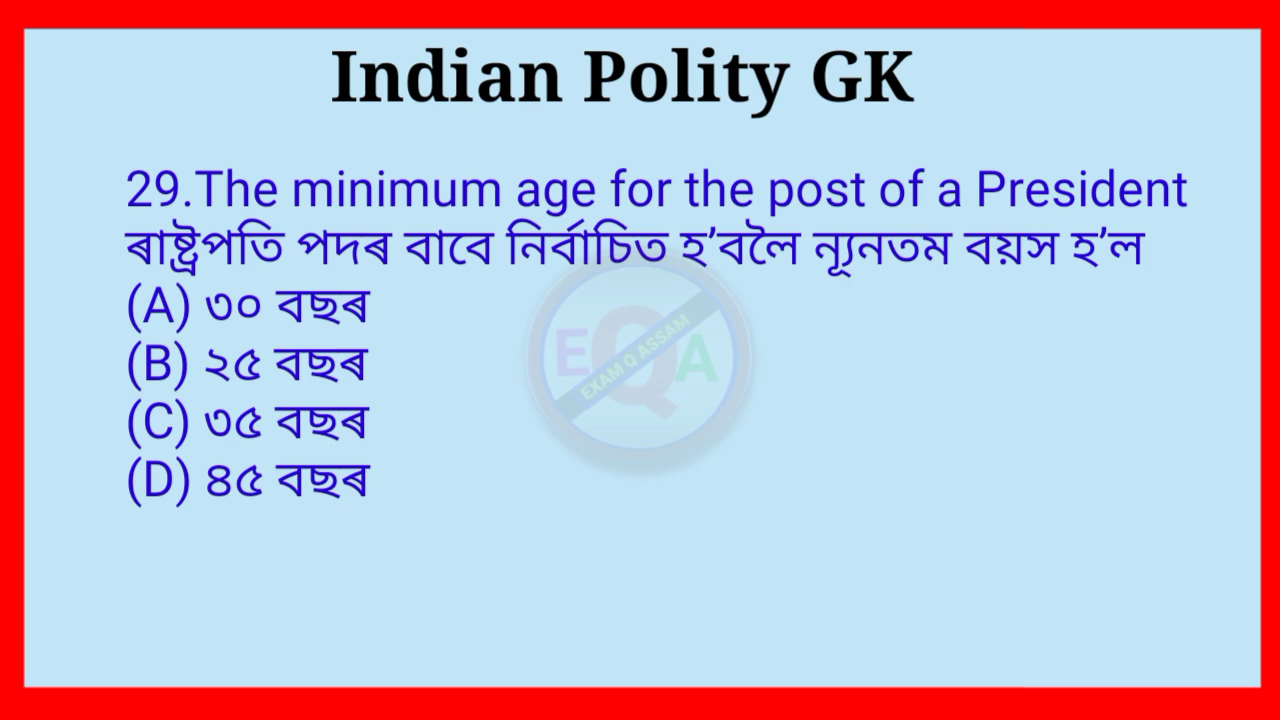 Indian Polity GK
29.The minimum age for the post of a President
ৰাষ্ট্ৰপতি পদৰ বাবে নিৰ্বাচিত হ’বলৈ ন্যূনতম বয়স হ’ল
(A) ৩০ বছৰ
(B) ২৫ বছৰ
(C) ৩৫ বছৰ
(D) ৪৫ বছৰ
EQA
EXAM Q ASSAM